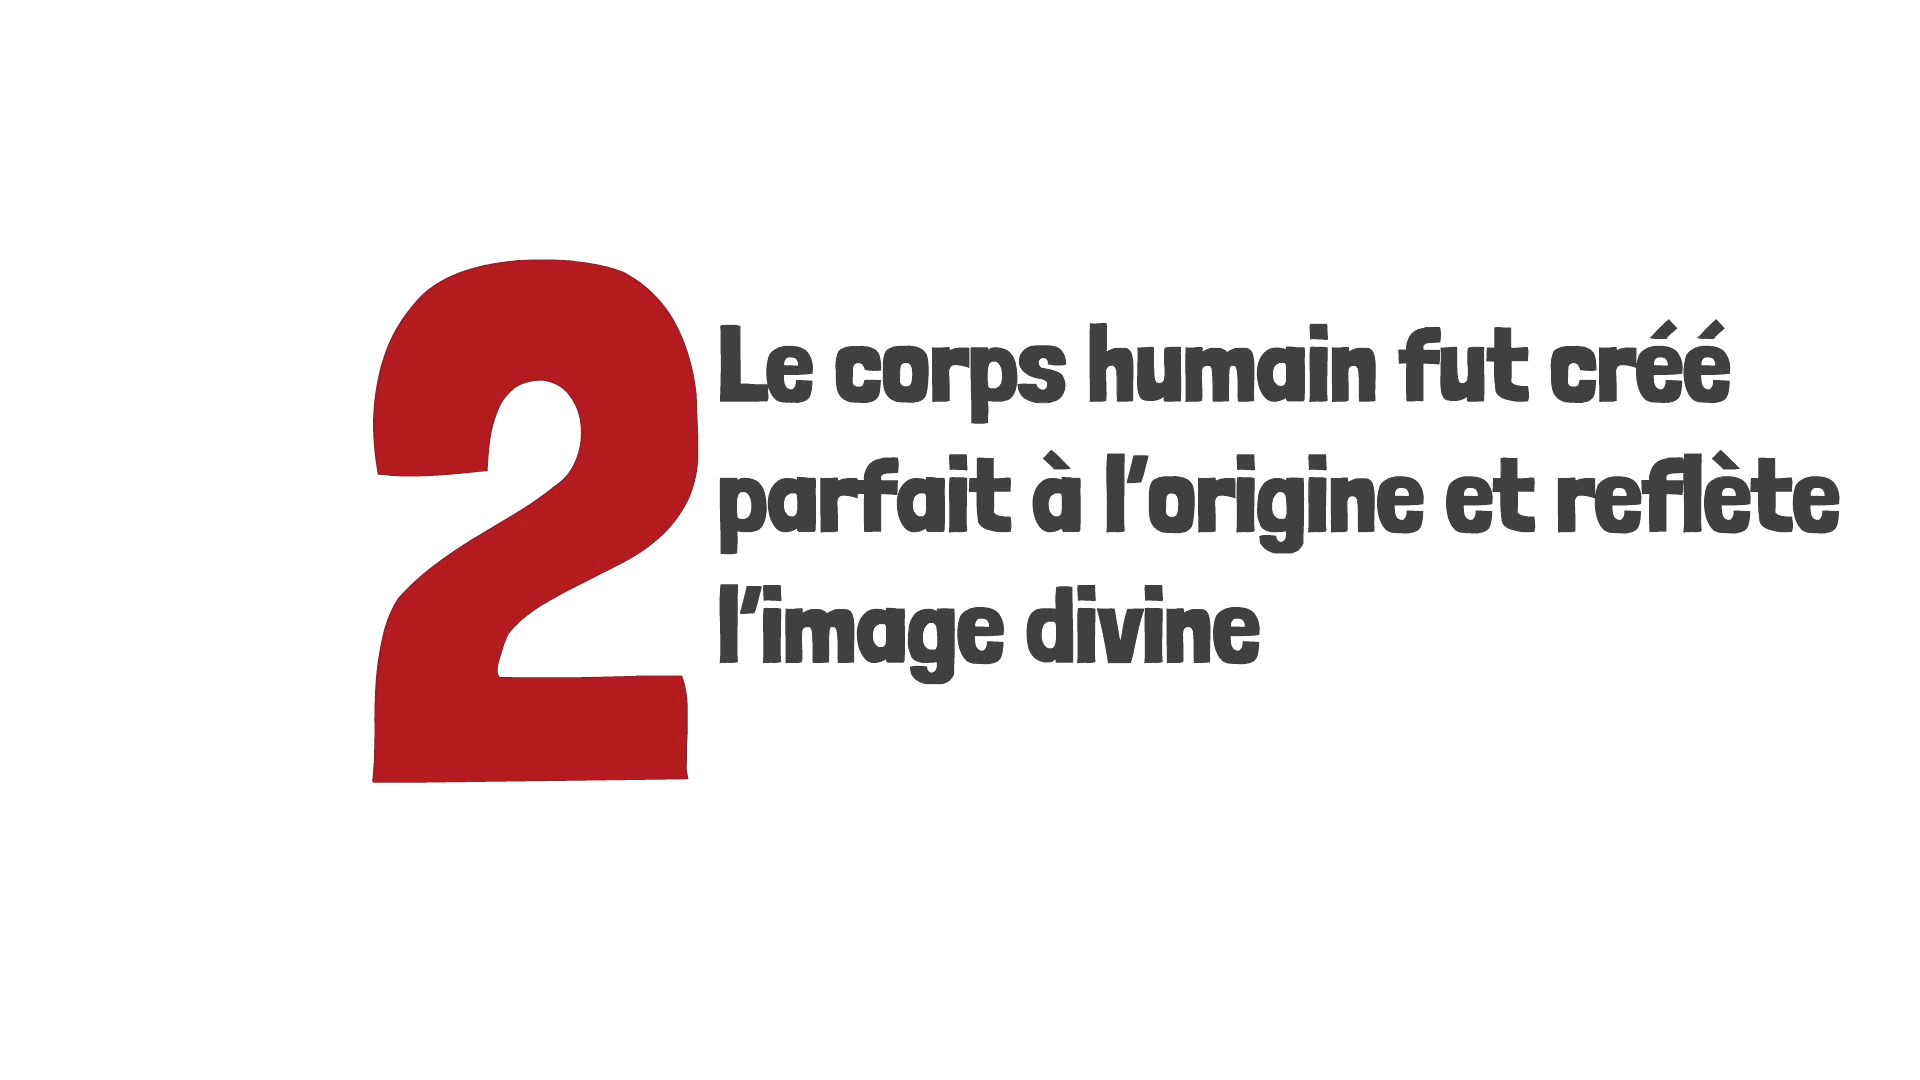 2
Le corps humain fut créé
parfait à l’origine et reflète
l’image divine